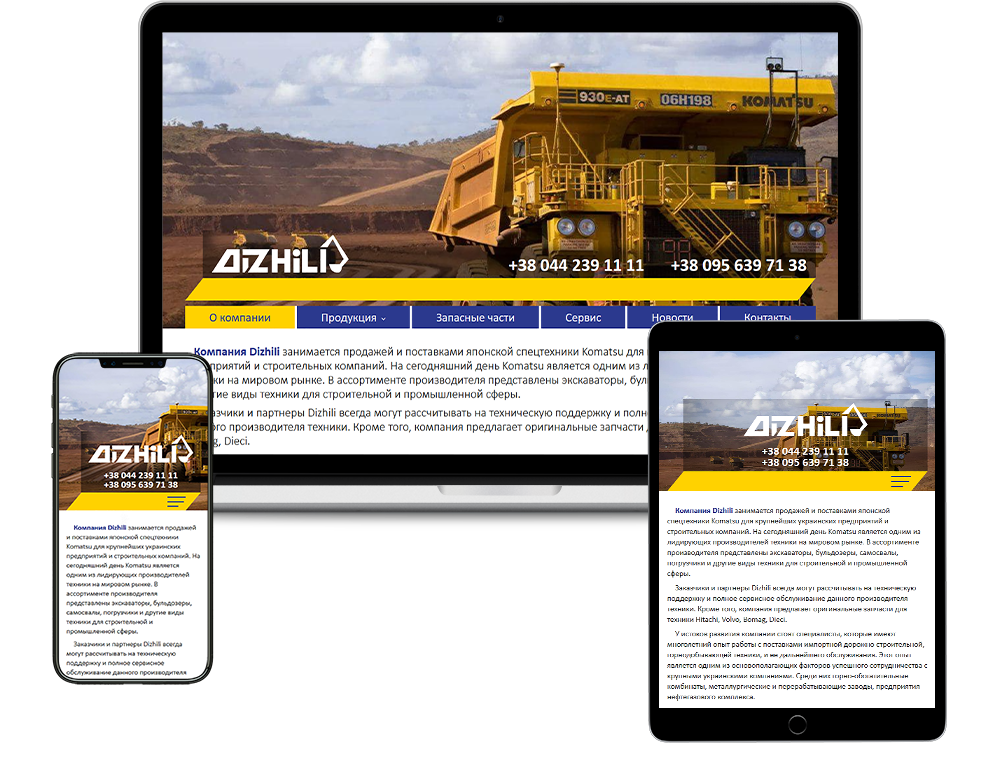 930E-AT
06H198
KOMATSU
DiZHiLi
+38 044 239 11 11 +38 095 639 71 38
О компании Продукция Запасные части Сервис Новости Контакты
Компания Dizhili занимается продажей и поставками японской спецтехники Komatsu для
приятий и строительных компаний. На сегодняшний день Komatsu является одним из
ки на мировом рынке. В ассортименте производителя представлены экскаваторы,
гие виды техники для строительной и промышленной сферы.
азчики и партнеры Dizhili всегда могут рассчитывать на техническую поддержку и
ого производителя техники. Кроме того, компания предлагает оригинальные запчасти
g, Dieci.
DiZHiLi
+38 044 239 11 11
+38 095 639 71 38
Компания Dizhili занимается продажей
и поставками японской спецтехники
Komatsu для крупнейших украинских
предприятий и строительных компаний. На
сегодняшний день Komatsu является
одним из лидирующих производителей
техники на мировом рынке. В
ассортименте производителя
представлены экскаваторы, бульдозеры,
самосвалы, погрузчики и другие виды
техники для строительной и
промышленной сферы.
Заказчики и партнеры Dizhili всегда
могут рассчитывать на техническую
поддержку и полное сервисное
обслуживание данного производителя
DiZHiLi
+38 044 239 11 11
+38 095 639 71 38
Компания Dizhili занимается продажей и поставками японской
спецтехники Komatsu для крупнейших украинских предприятий и
строительных компаний. На сегодняшний день Komatsu является одним из
лидирующих производителей техники на мировом рынке. В ассортименте
производителя представлены экскаваторы, бульдозеры, самосвалы,
погрузчики и другие виды техники для строительной и промышленной
сферы.
Заказчики и партнеры Dizhili всегда могут рассчитывать на техническую
поддержку и полное сервисное обслуживание данного производителя
техники. Кроме того, компания предлагает оригинальные запчасти для
техники Hitachi, Volvo, Bomag, Dieci.
У истоков развития компании стоят специалисты, которые имеют
многолетний опыт работы с поставками импортной дорожно строительной,
горнодобывающей техники, и ее дальнейшего обслуживания. Этот опыт
является одним из основополагающих факторов успешного сотрудничества с
крупными украинскими компаниями. Среди них горно-обогатительные
комбинаты, металлургические и перерабатывающие заводы, предприятия
нефтегазового комплекса.